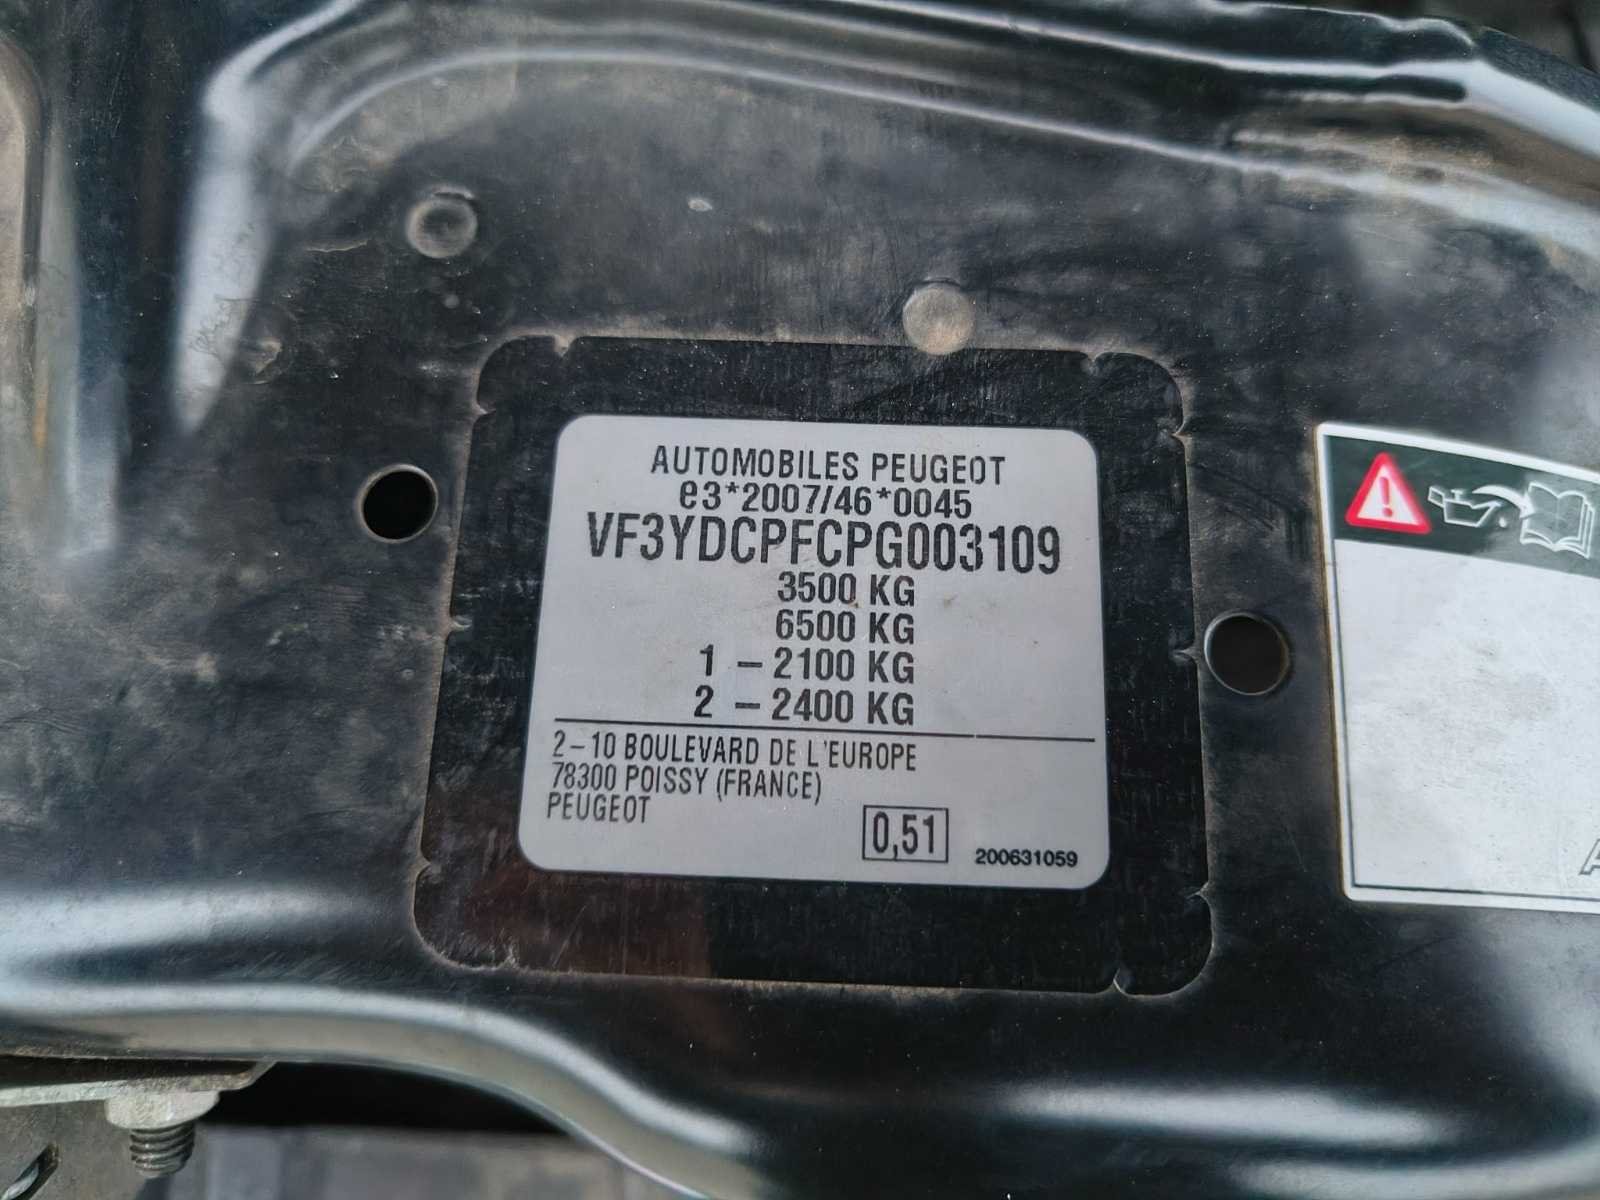 AUTOMOBILES PEUGEOT
e3*2007/46*0045
VF3YDCPFCPG003109
3500 KG
6500 KG
1 – 2100 KG
2 – 2400 KG
2–10 BOULEVARD DE L'EUROPE
78300 POISSY (FRANCE)
PEUGEOT
0,51
200631059